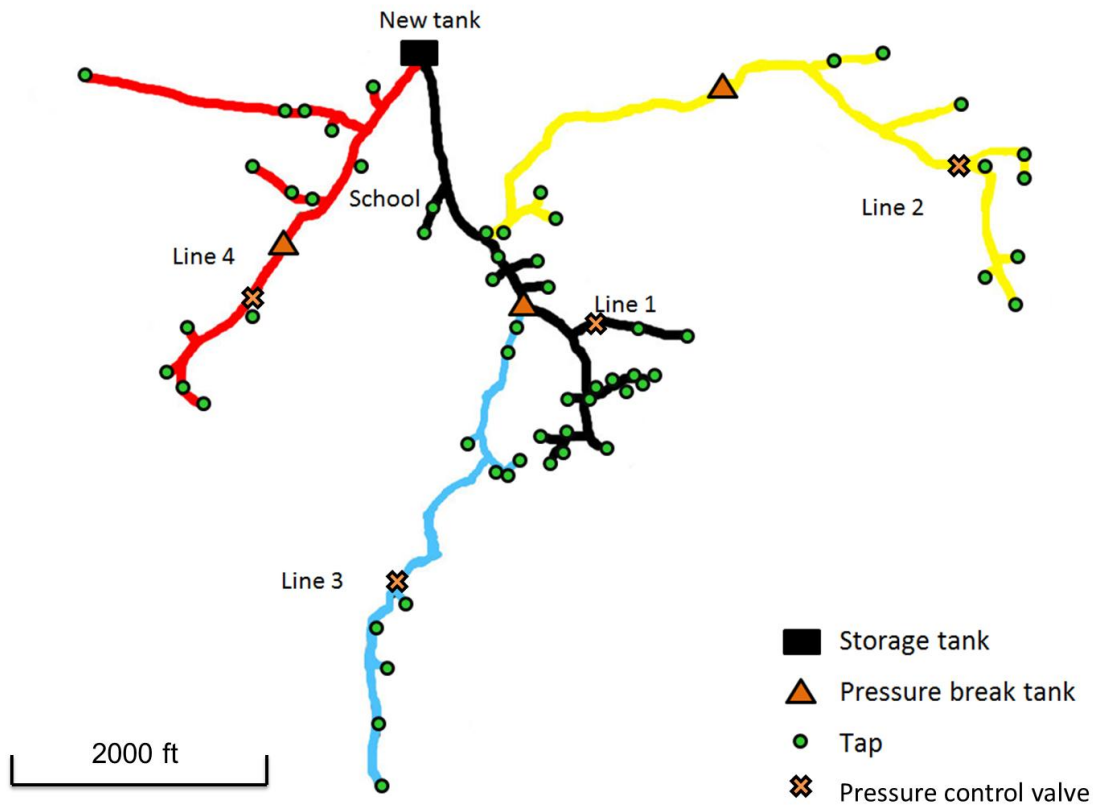 New tank
School
Line 2
Line 4
Line 1
Line 3
Storage tank
Pressure break tank
2000 ft
Tap
Pressure control valve